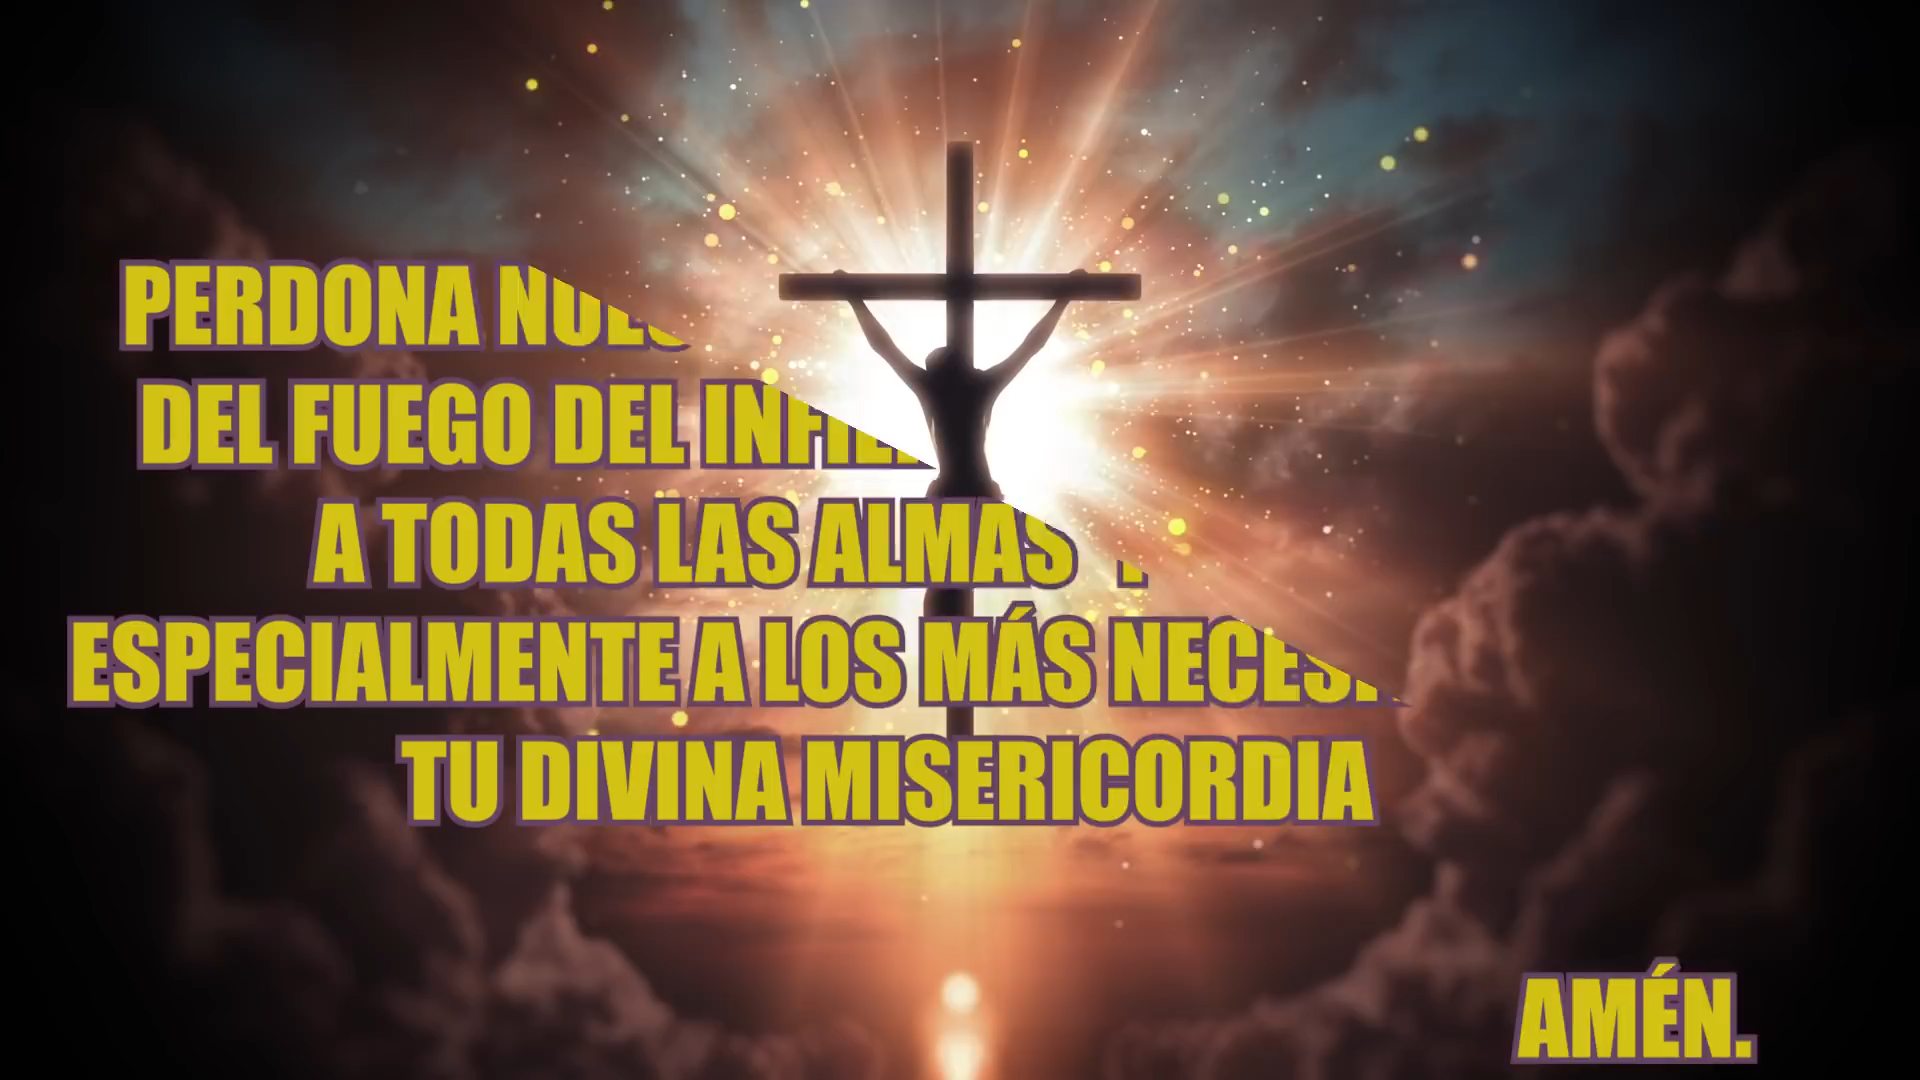 PERDONA
DEL FUEGO DEL
A TODAS LAS ALMAS
ESPECIALMENTE A LOS MÁS
TU DIVINA MISERICORDIA
AMÉN.